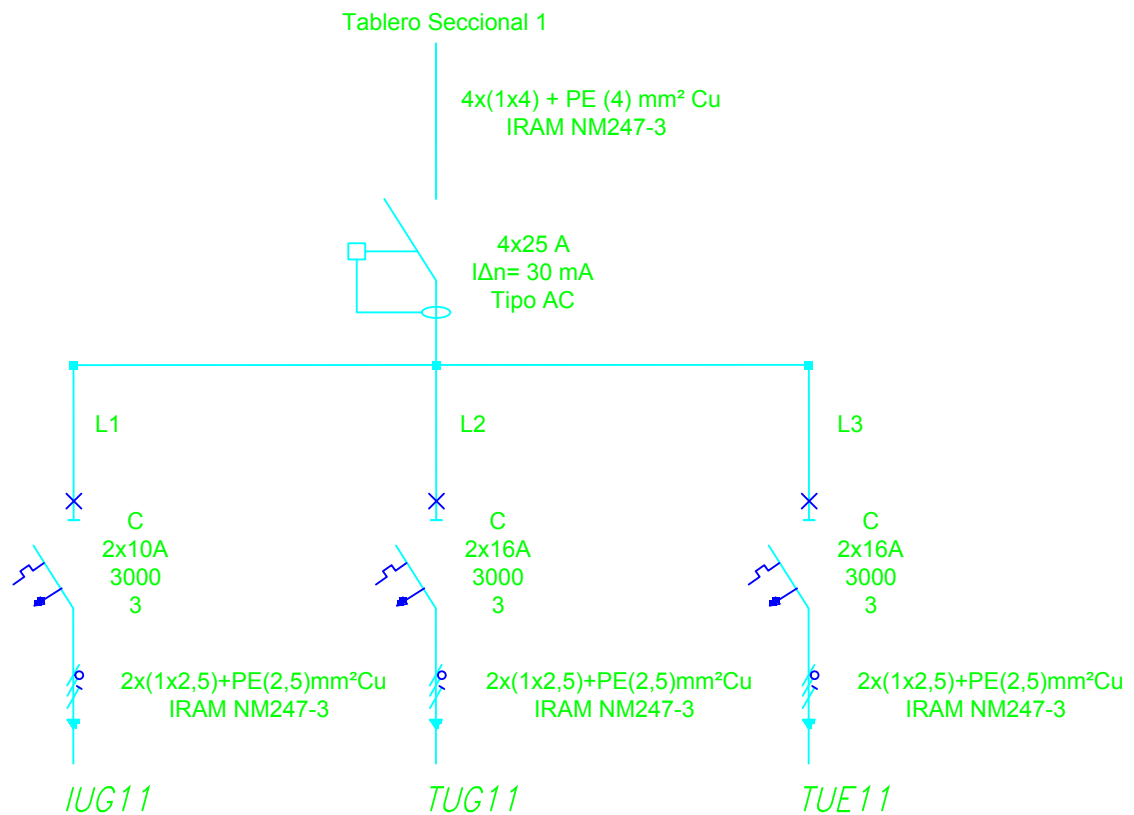 Tablero Seccional 1
4x(1x4) + PE (4) mm² Cu
IRAM NM247-3
4x25 A
IΔn= 30 mA
Tipo AC
L1
L2
L3
C
2x10A
3000
3
C
2x16A
3000
3
C
2x16A
3000
3
2x(1x2,5)+PE(2,5)mm²Cu
IRAM NM247-3
2x(1x2,5)+PE(2,5)mm²Cu
IRAM NM247-3
2x(1x2,5)+PE(2,5)mm²Cu
IRAM NM247-3
IUG11
TUG11
TUE11